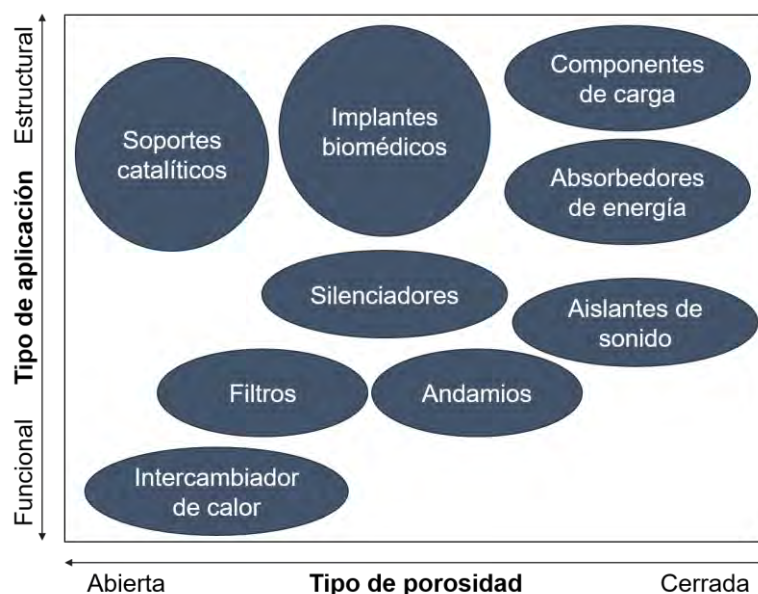 Estructural
Tipo de aplicación
Funcional
Soportes
catalíticos
Implantes
biomédicos
Componentes
de carga
Absorbedores
de energía
Silenciadores
Aislantes de
sonido
Filtros
Andamios
Intercambiador
de calor
Abierta
Tipo de porosidad
Cerrada